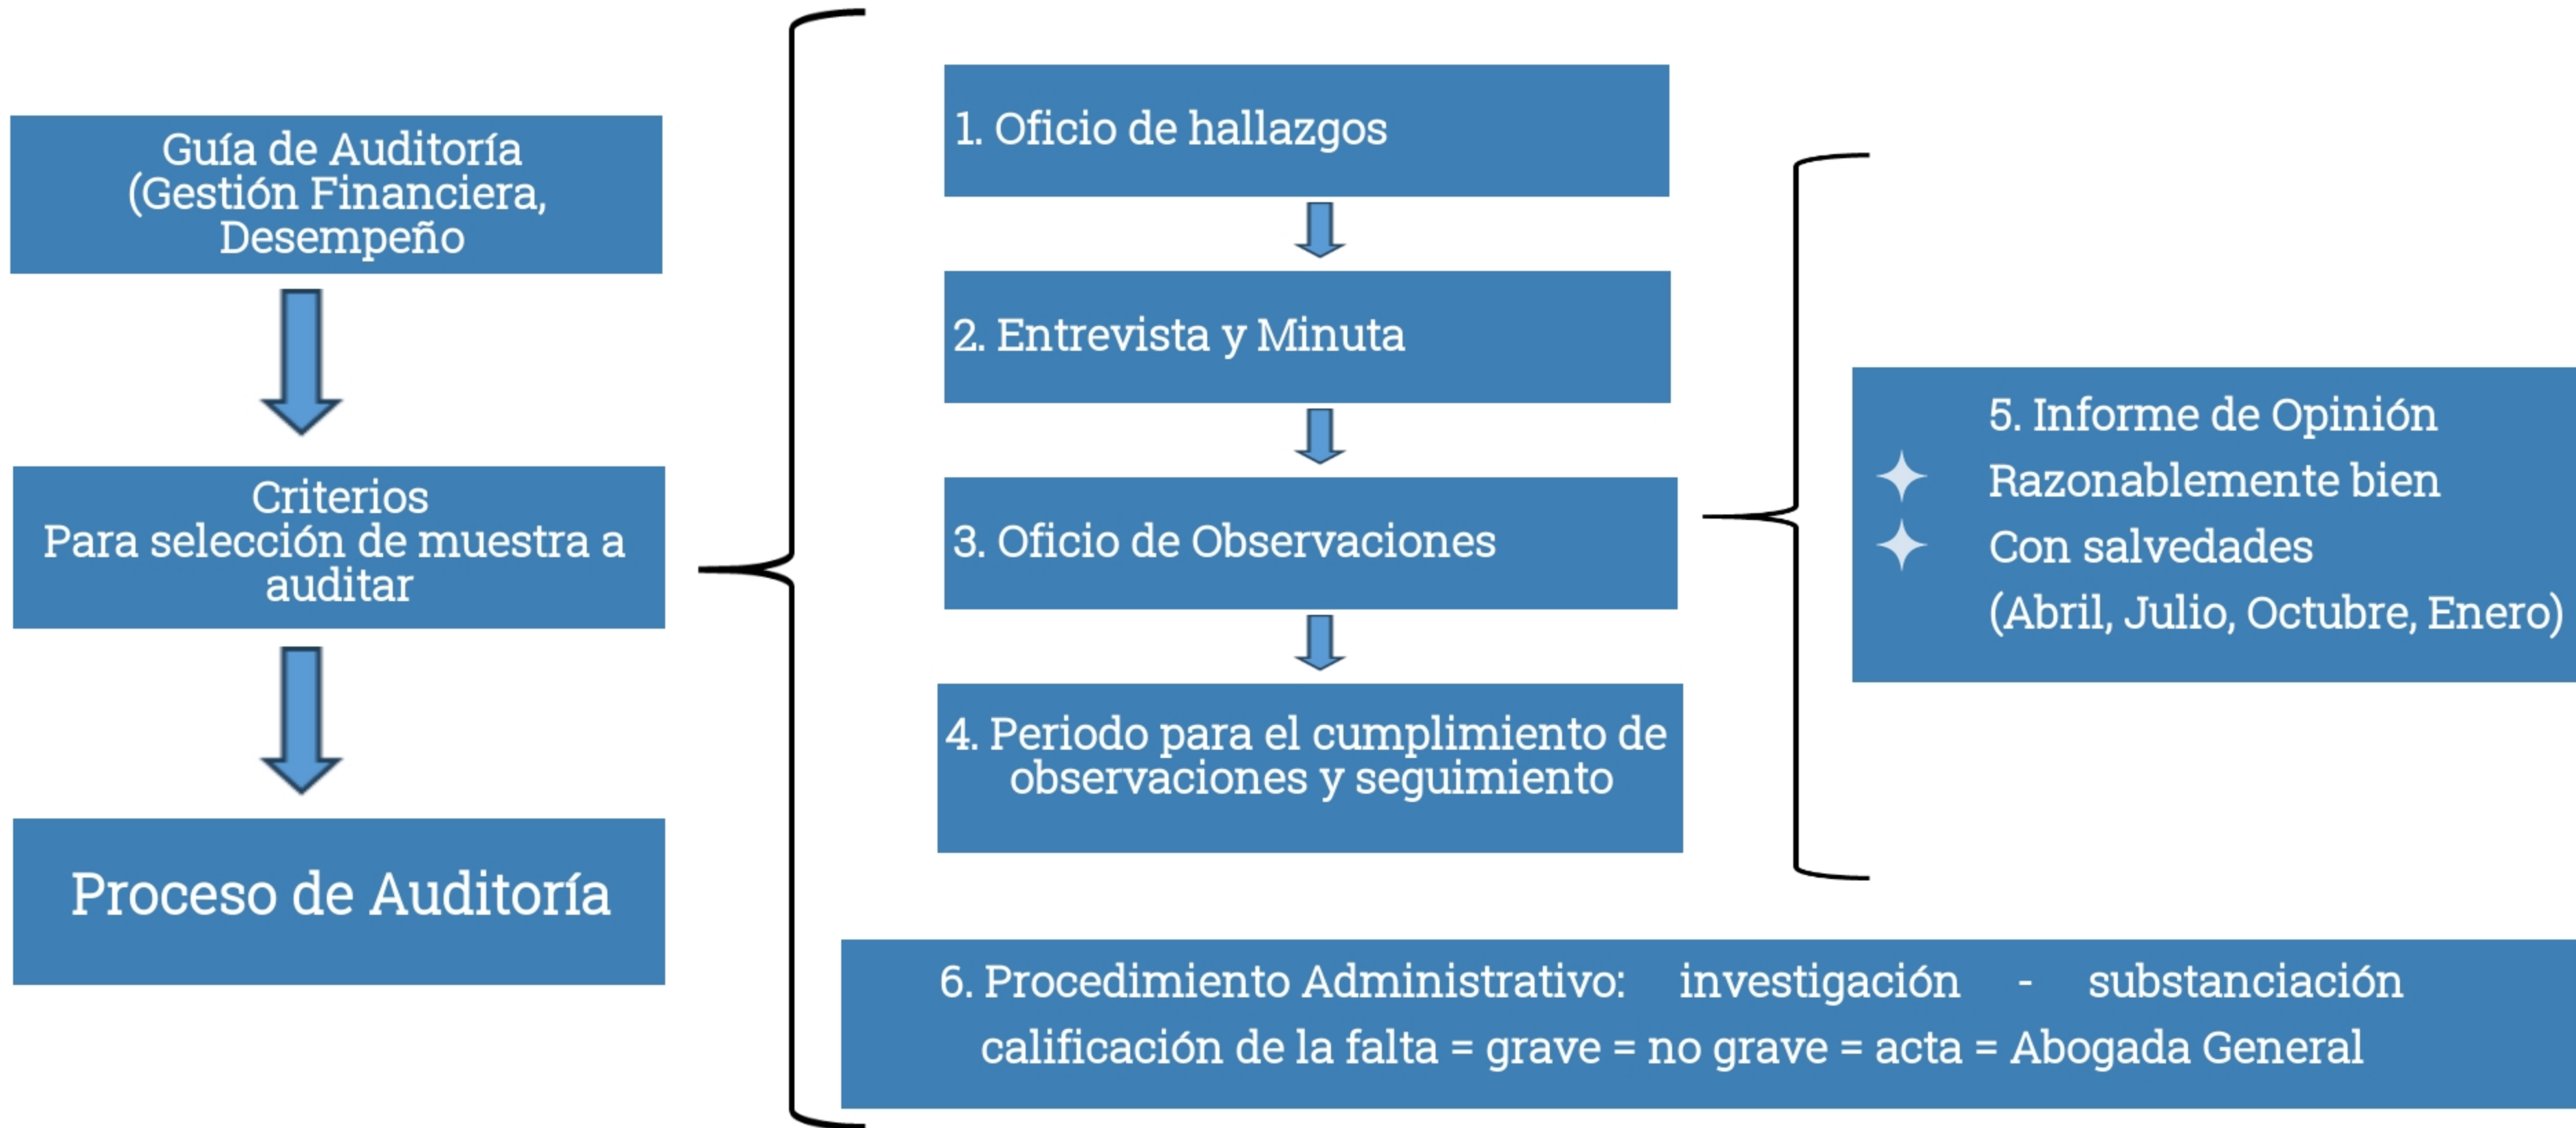 Guía de Auditoría
(Gestión Financiera,
Desempeño
Criterios
Para selección de muestra a
auditar
Proceso de Auditoría
1. Oficio de hallazgos
2. Entrevista y Minuta
3. Oficio de Observaciones
4. Periodo para el cumplimiento de
observaciones y seguimiento
5. Informe de Opinión
Razonablemente bien
Con salvedades
(Abril, Julio, Octubre, Enero)
6. Procedimiento Administrativo: investigación - substanciación
calificación de la falta = grave = no grave = acta = Abogada General